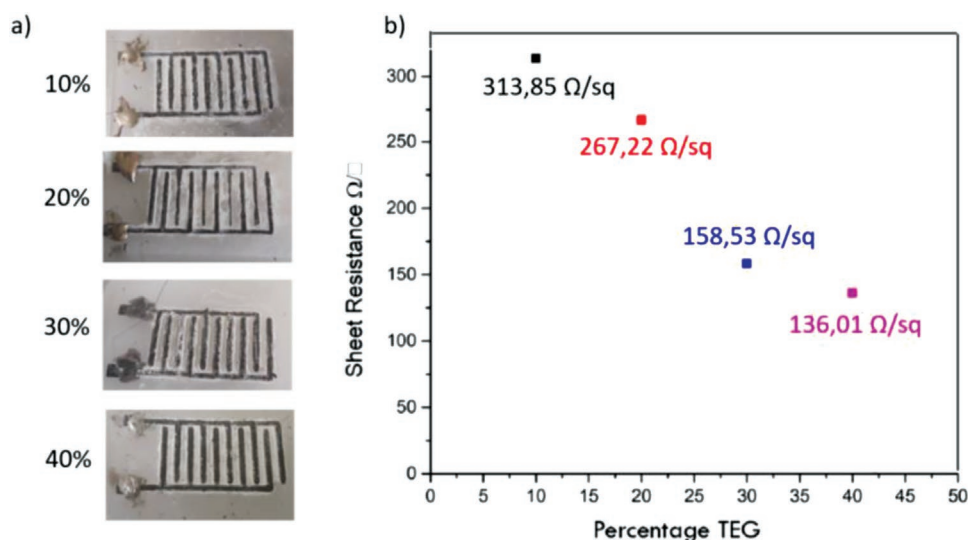 a)
10%
20%
30%
40%
b)
Sheet Resistance Ω/□
300
250
200
150
100
50
0
313,85 Ω/sq
267,22 Ω/sq
158,53 Ω/sq
136,01 Ω/sq
0 5 10 15 20 25 30 35 40 45 50
Percentage TEG